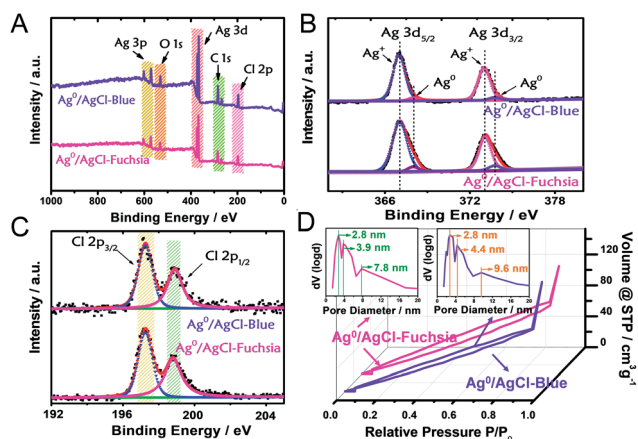 A
Ag 3p
O 1s
Ag 3d
C 1s
Cl 2p
Ag⁰/AgCl-Blue
Ag⁰/AgCl-Fuchsia
Intensity / a.u.
1000 800 600 400 200 0
Binding Energy / eV
B
Ag 3d5/2
Ag 3d3/2
Ag⁺
Ag⁺
Ag⁰
Ag⁰
Ag⁰/AgCl-Blue
Ag⁰/AgCl-Fuchsia
Intensity / a.u.
366 372 378
Binding Energy / eV
C
Cl 2p3/2
Cl 2p1/2
Ag⁰/AgCl-Blue
Ag⁰/AgCl-Fuchsia
Intensity / a.u.
192 196 200 204
Binding Energy / eV
D
2.8 nm
3.9 nm
7.8 nm
dV (logd)
0 4 8 12 16 20
Pore Diameter / nm
2.8 nm
4.4 nm
9.6 nm
dV (logd)
0 4 8 12 16 20
Pore Diameter / nm
Ag⁰/AgCl-Fuchsia
Ag⁰/AgCl-Blue
120
80
40
0
Volume @ STP / cm³ g⁻¹
0.0 0.2 0.4 0.6 0.8 1.0
Relative Pressure P/P₀